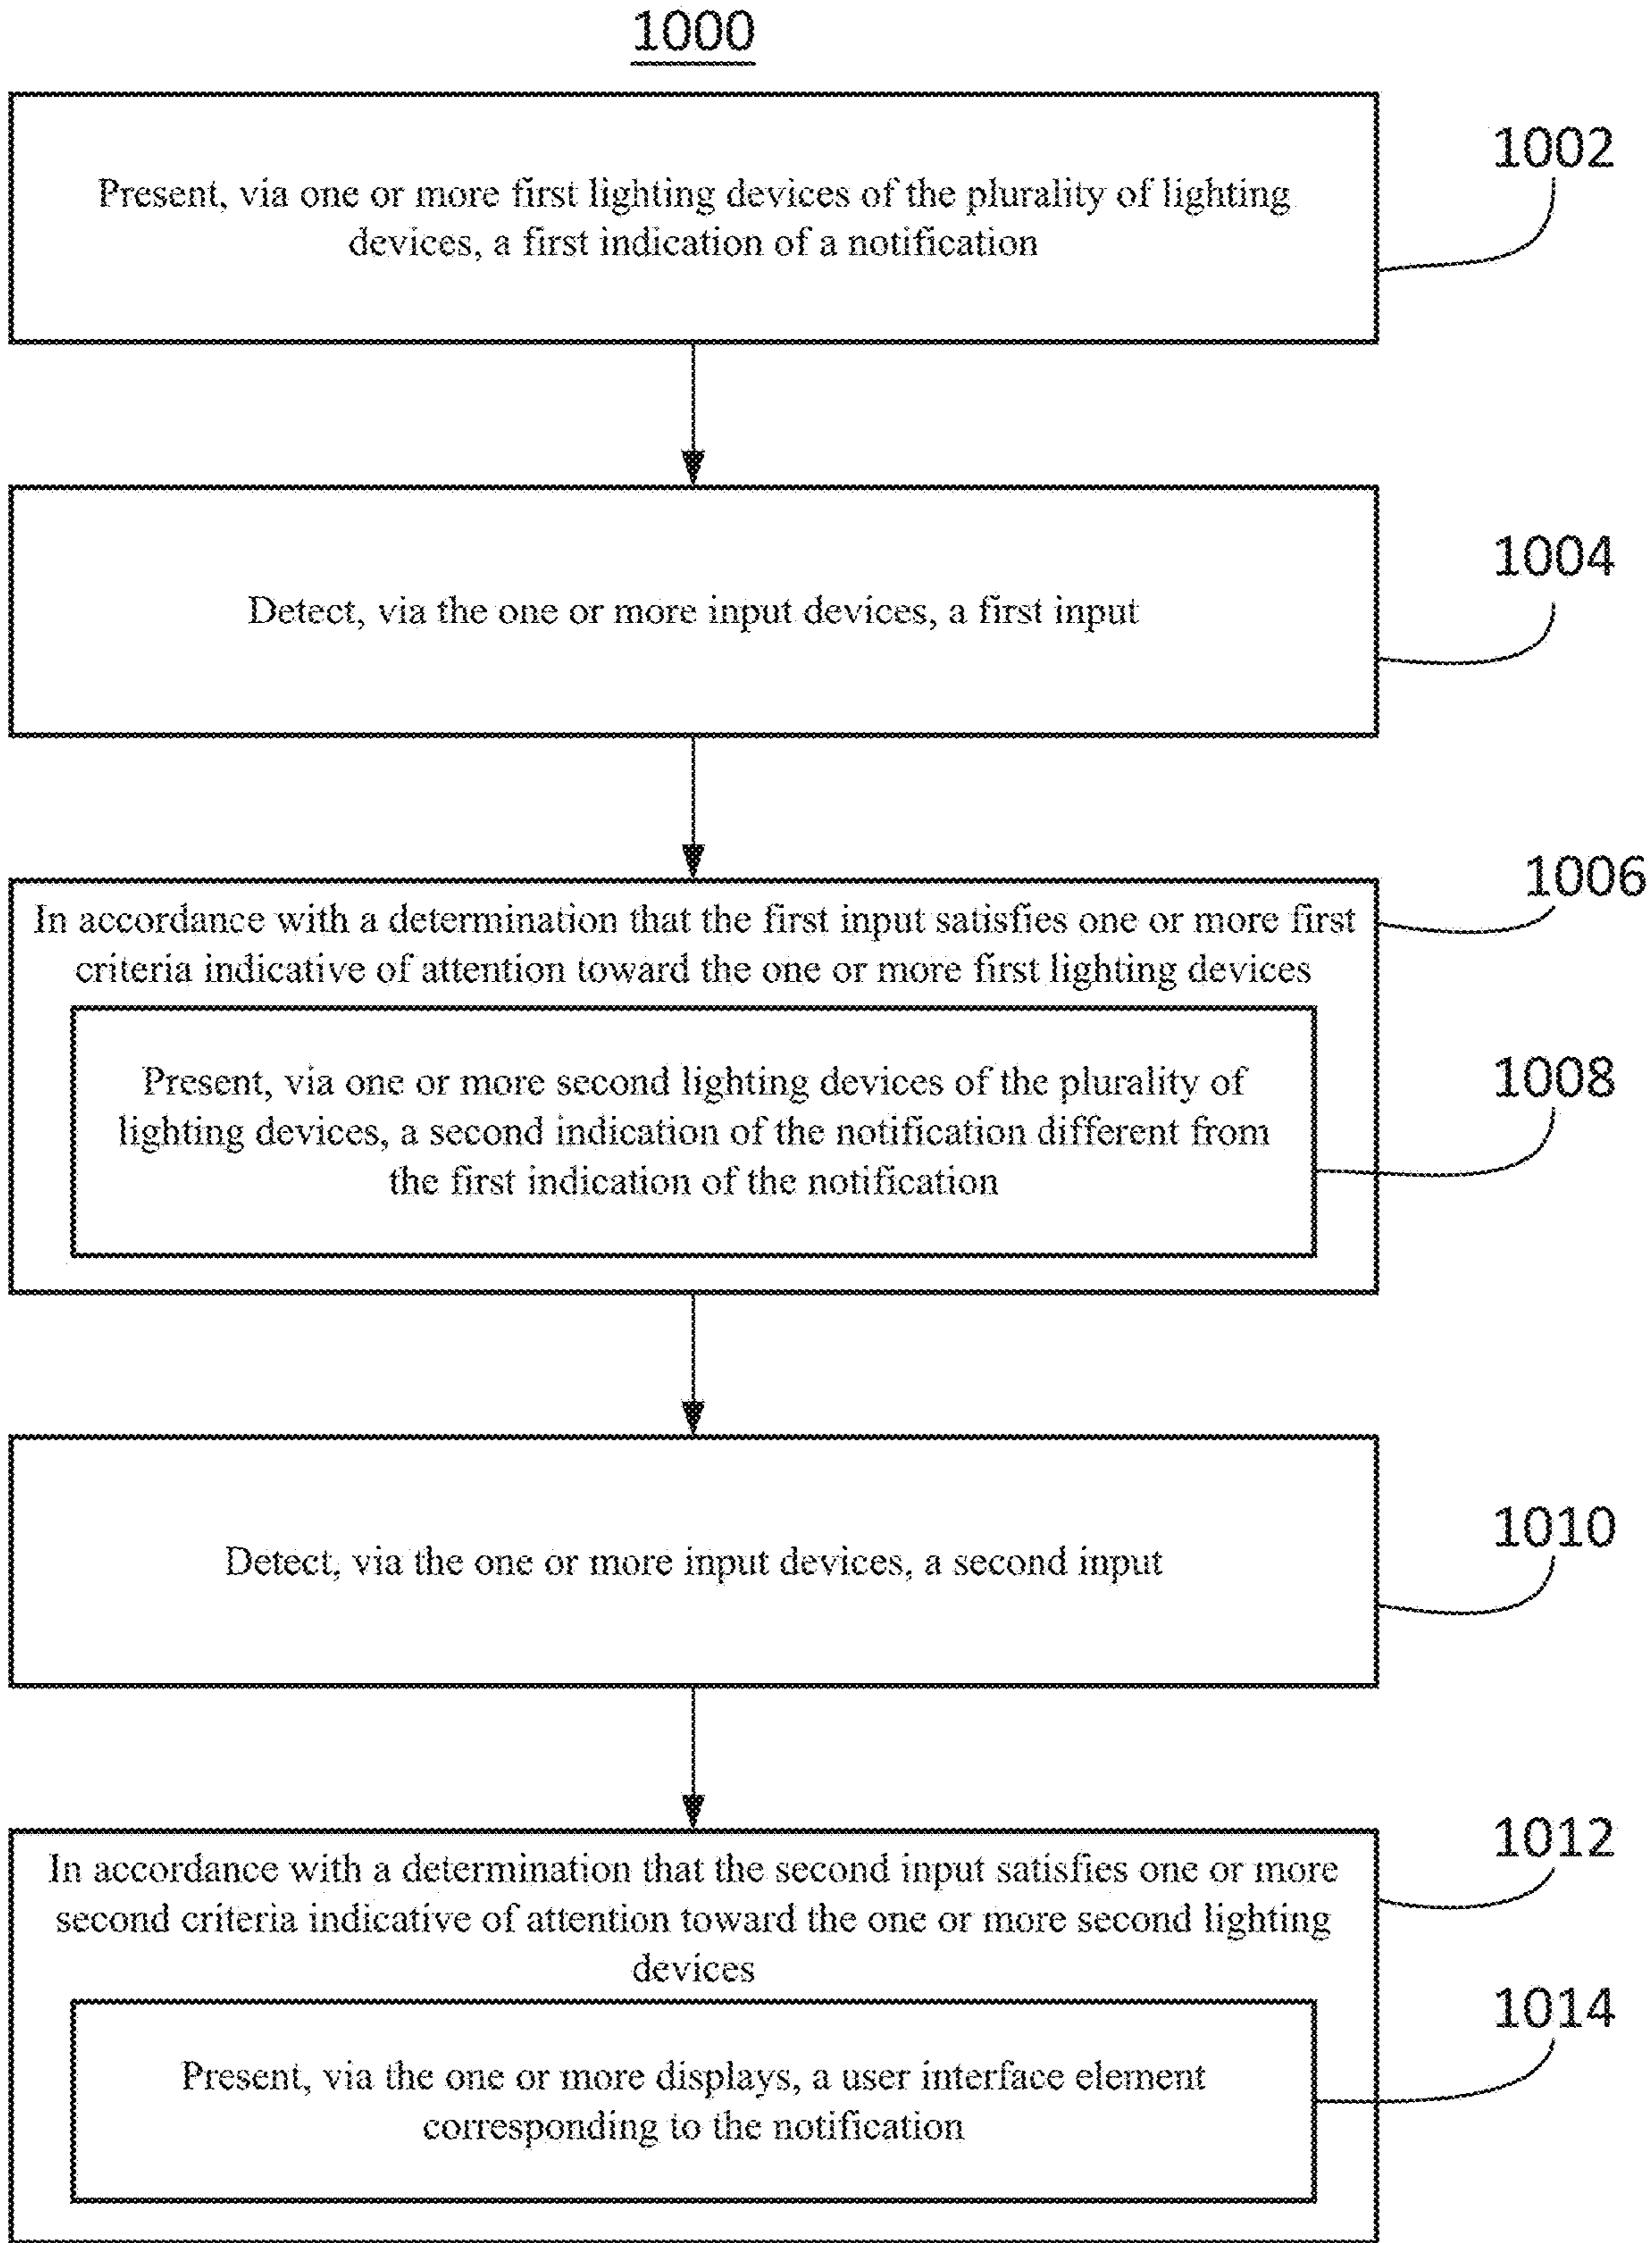 1000
Present, via one or more first lighting devices of the plurality of lighting
devices, a first indication of a notification
1002
Detect, via the one or more input devices, a first input
1004
1006
In accordance with a determination that the first input satisfies one or more first
criteria indicative of attention toward the one or more first lighting devices
Present, via one or more second lighting devices of the plurality of
lighting devices, a second indication of the notification different from
the first indication of the notification
1008
Detect, via the one or more input devices, a second input
1010
1012
In accordance with a determination that the second input satisfies one or more
second criteria indicative of attention toward the one or more second lighting
devices
1014
Present, via the one or more displays, a user interface element
corresponding to the notification